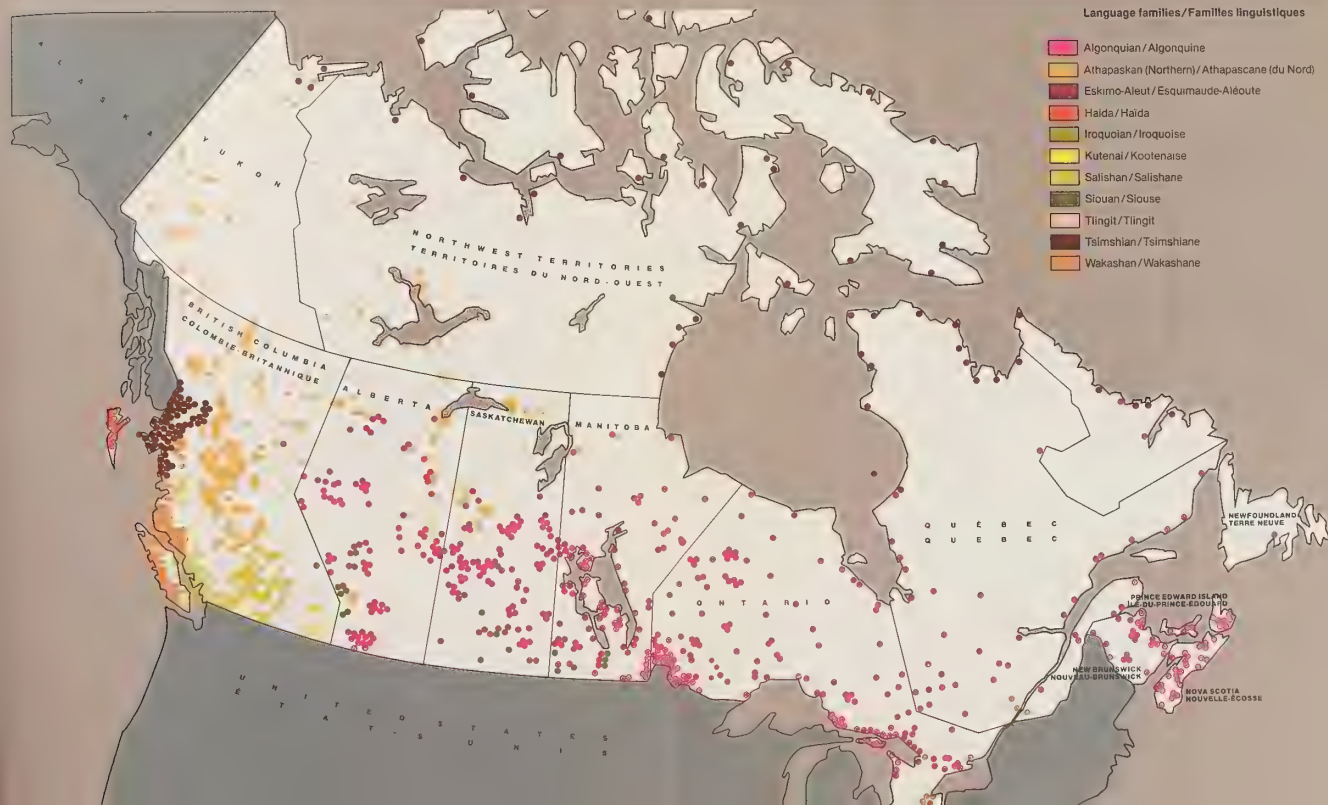 Language families/Familles linguistiques
Algonquian/Algonquine
Athapaskan (Northern)/Athapascane (du Nord)
Eskimo-Aleut/Esquimaude-Aléoute
Haida/Haïda
Iroquoian/Iroquoise
Kutenai/Kootenaise
Salishan/Salishane
Siouan/Siouse
Tlingit/Tlingit
Tsimshian/Tsimshiane
Wakashan/Wakashane
ALASKA
YUKON
NORTHWEST TERRITORIES
TERRITOIRES DU NORD-OUEST
BRITISH COLUMBIA
COLOMBIE-BRITANNIQUE
ALBERTA
SASKATCHEWAN
MANITOBA
ONTARIO
QUÉBEC
QUÉBEC
NEWFOUNDLAND
TERRE NEUVE
PRINCE EDWARD ISLAND
ÎLE-DU-PRINCE-ÉDOUARD
NEW BRUNSWICK
NOUVEAU-BRUNSWICK
NOVA SCOTIA
NOUVELLE-ÉCOSSE
UNITED STATES
ÉTATS-UNIS